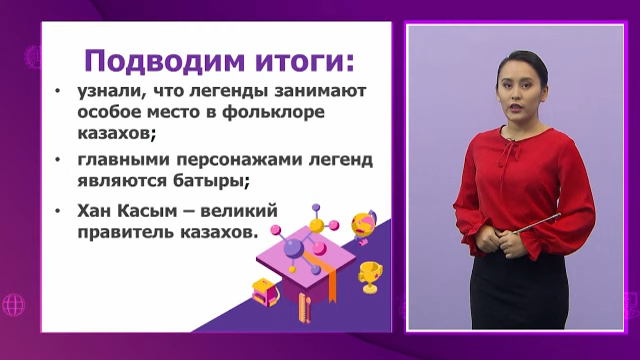 Подводим итоги:
• узнали, что легенды занимают
особое место в фольклоре
казахов;
• главными персонажами легенд
являются батыры;
• Хан Касым – великий
правитель казахов.